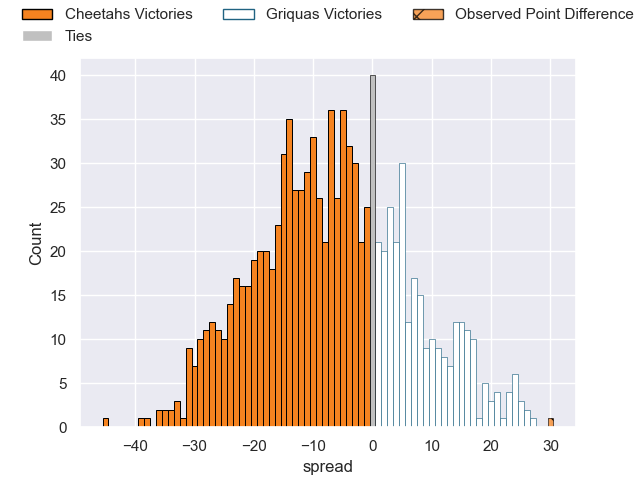 Cheetahs Victories
Griquas Victories
Observed Point Difference
Ties
40
35
30
25
20
15
10
5
0
Count
−40
−30
−20
−10
0
10
20
30
spread